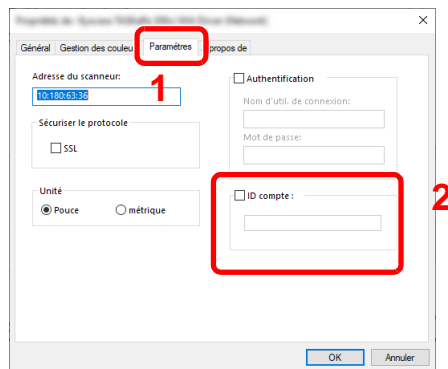 Général Gestion des couleu Paramètres propos de
1
Adresse du scanneur:
10:180:63:36
Sécuriser le protocole
SSL
Unité
Pouce métrique
Authentification
Nom d'util. de connexion:
Mot de passe:
2
ID compte :
OK Annuler